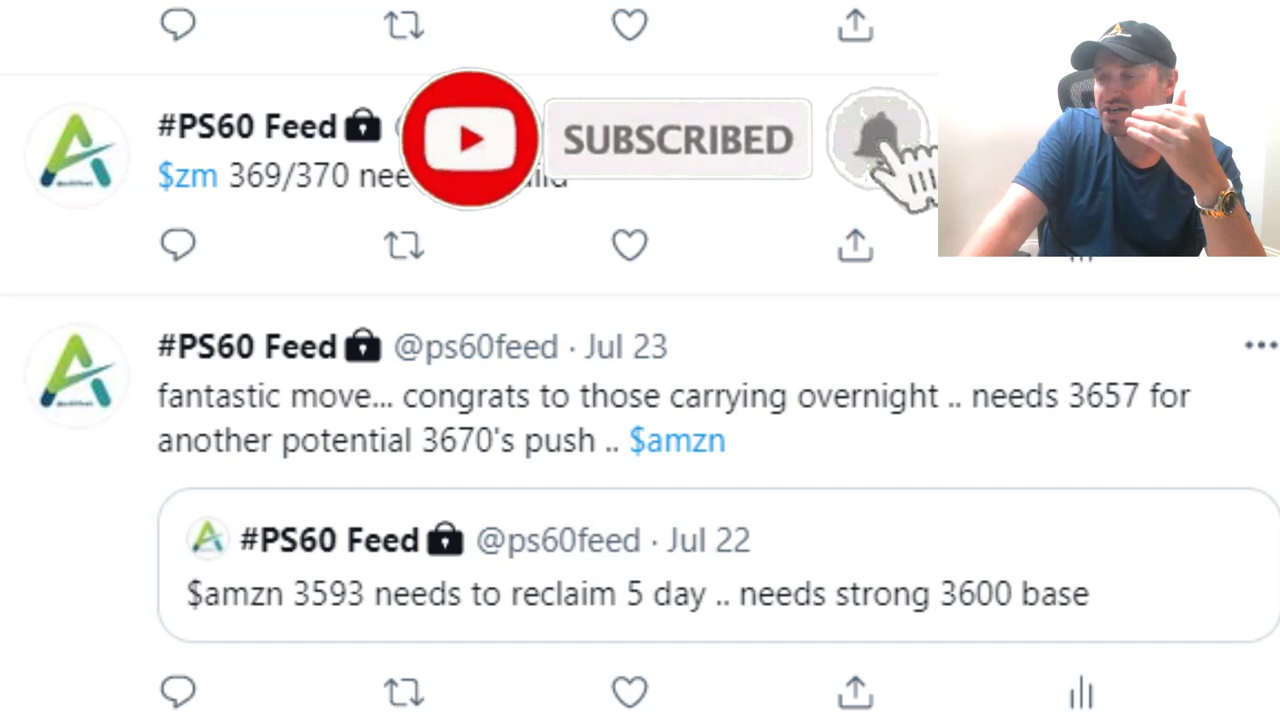 #PS60 Feed
SUBSCRIBED
$zm 369/370
#PS60 Feed @ps60feed · Jul 23
fantastic move... congrats to those carrying overnight .. needs 3657 for
another potential 3670's push .. $amzn
#PS60 Feed @ps60feed · Jul 22
$amzn 3593 needs to reclaim 5 day .. needs strong 3600 base